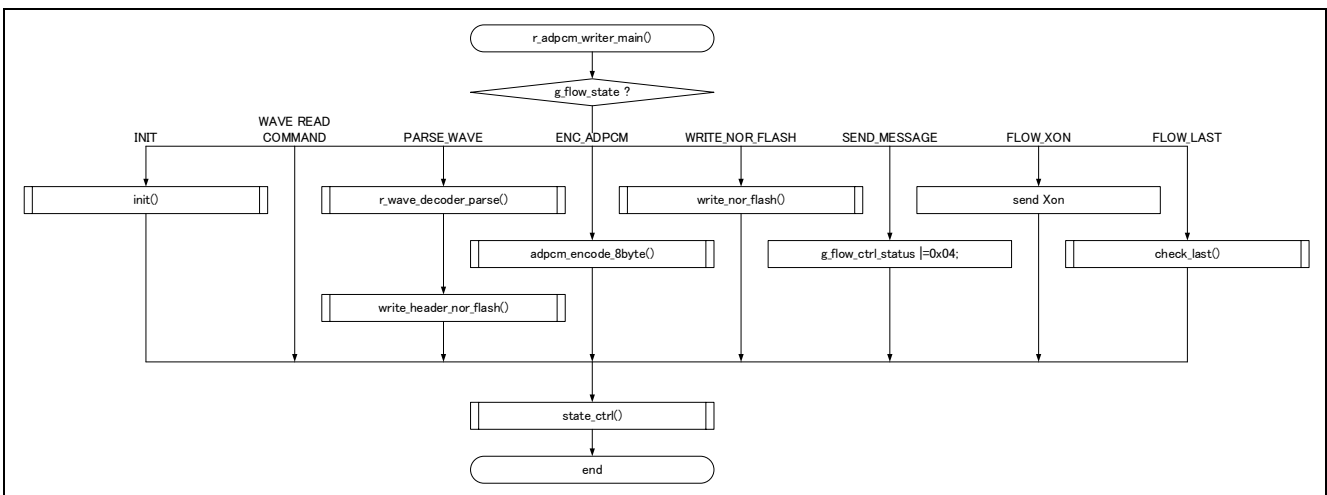 r_adpcm_writer_main()
g_flow_state ?
INIT
WAVE READ
COMMAND
PARSE_WAVE
ENC_ADPCM
WRITE_NOR_FLASH
SEND_MESSAGE
FLOW_XON
FLOW_LAST
init()
r_wave_decoder_parse()
write_nor_flash()
send Xon
adpcm_encode_8byte()
g_flow_ctrl_status |=0x04;
check_last()
write_header_nor_flash()
state_ctrl()
end